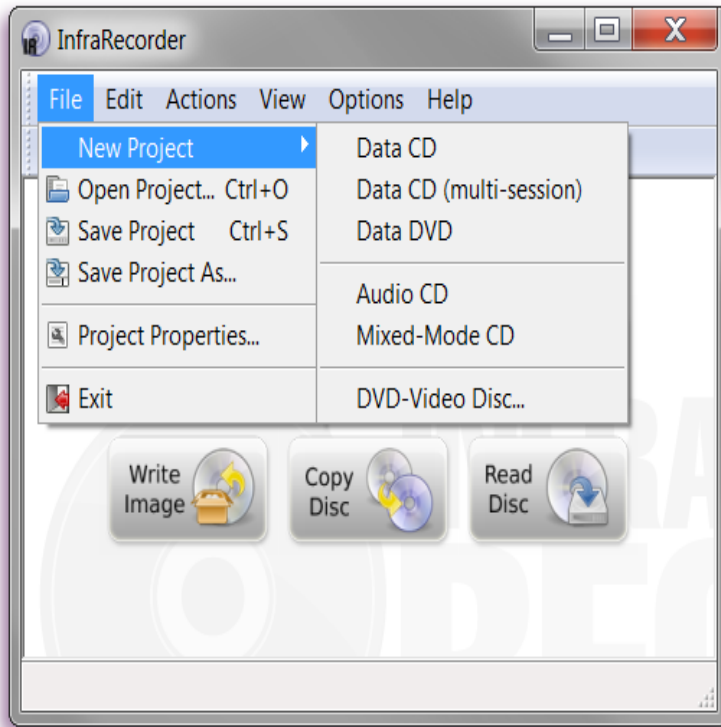 InfraRecorder
File Edit Actions View Options Help
New Project
Open Project... Ctrl+O
Save Project Ctrl+S
Save Project As...
Project Properties...
Exit
Data CD
Data CD (multi-session)
Data DVD
Audio CD
Mixed-Mode CD
DVD-Video Disc...
Write
Image
Copy
Disc
Read
Disc